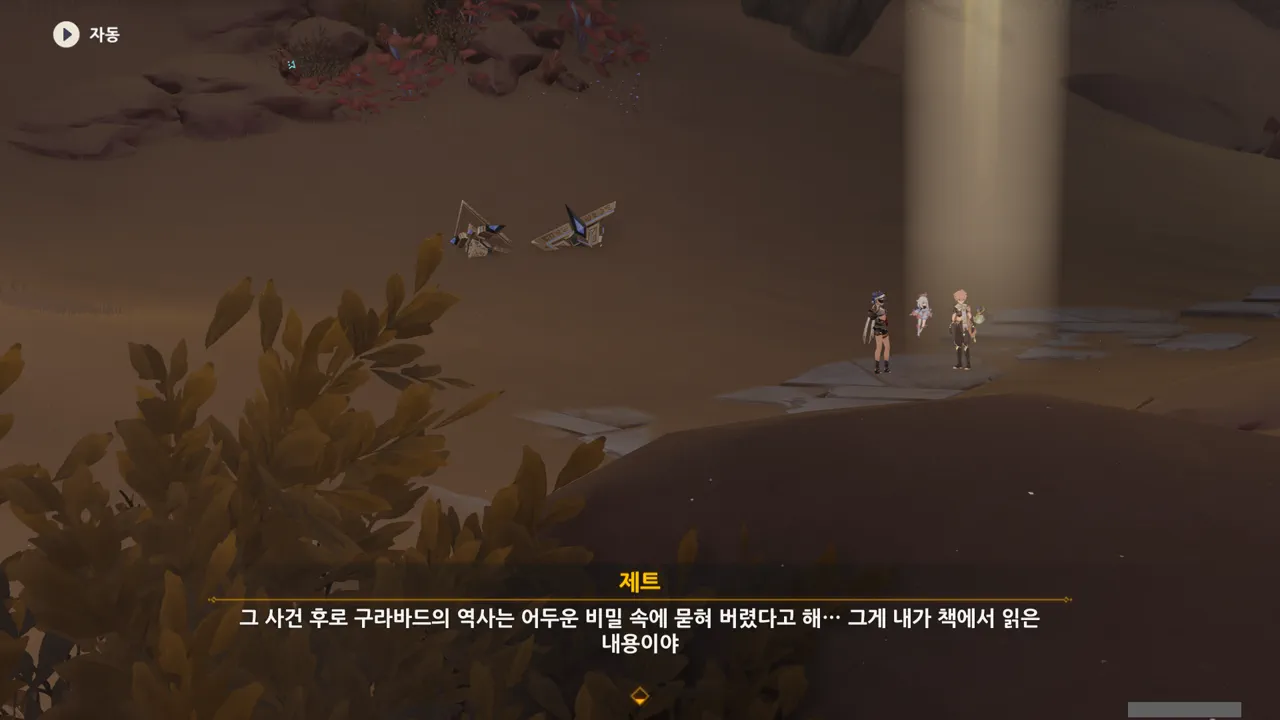 자동
제트
그 사건 후로 구라바드의 역사는 어두운 비밀 속에 묻혀 버렸다고 해… 그게 내가 책에서 읽은
내용이야